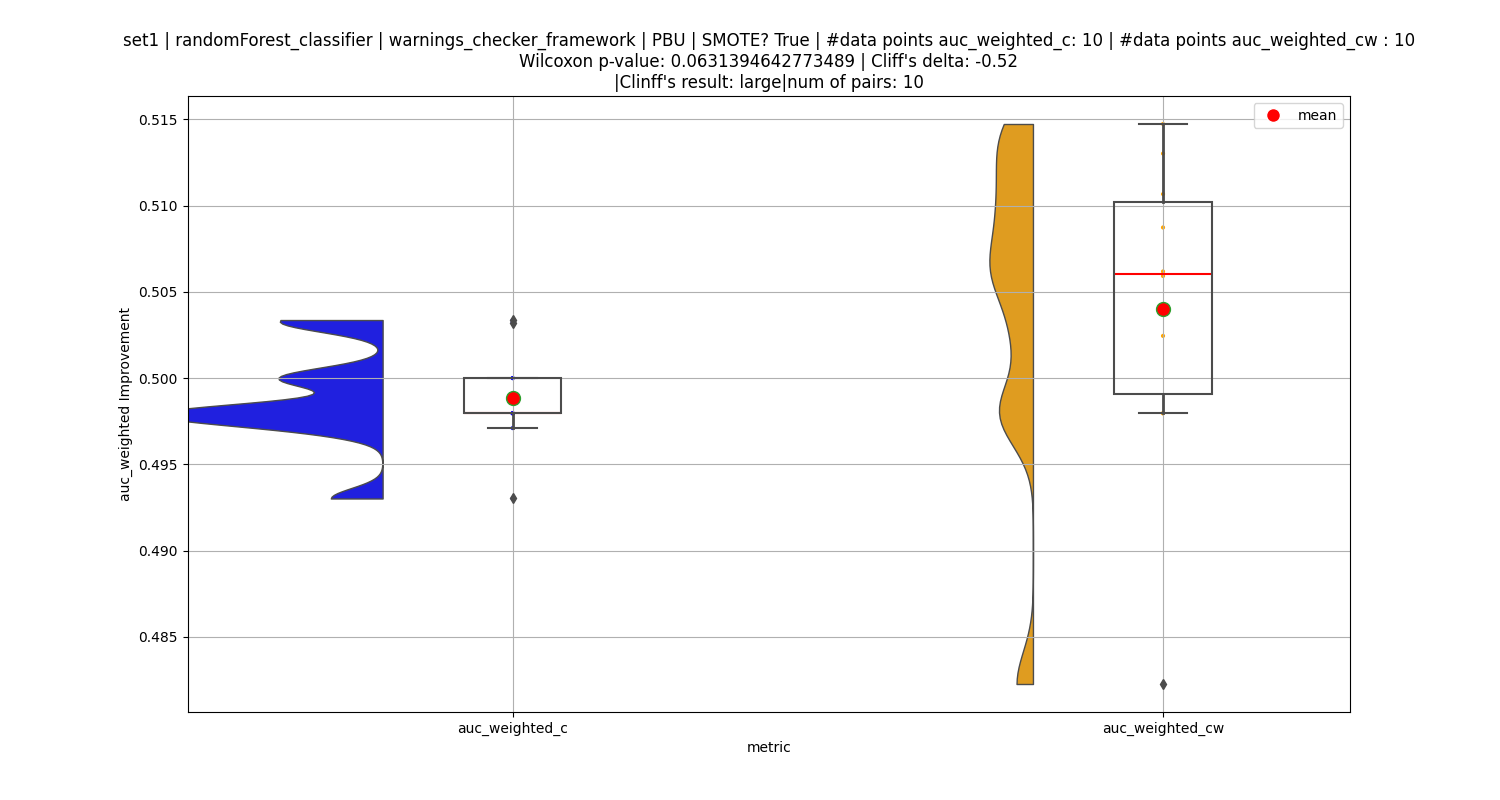 set1 | randomForest_classifier | warnings_checker_framework | PBU | SMOTE? True | #data points auc_weighted_c: 10 | #data points auc_weighted_cw : 10
Wilcoxon p-value: 0.0631394642773489 | Cliff's delta: -0.52
|Clinff's result: large|num of pairs: 10
mean
0.515
0.510
0.505
0.500
0.495
0.490
0.485
auc_weighted Improvement
auc_weighted_c
auc_weighted_cw
metric